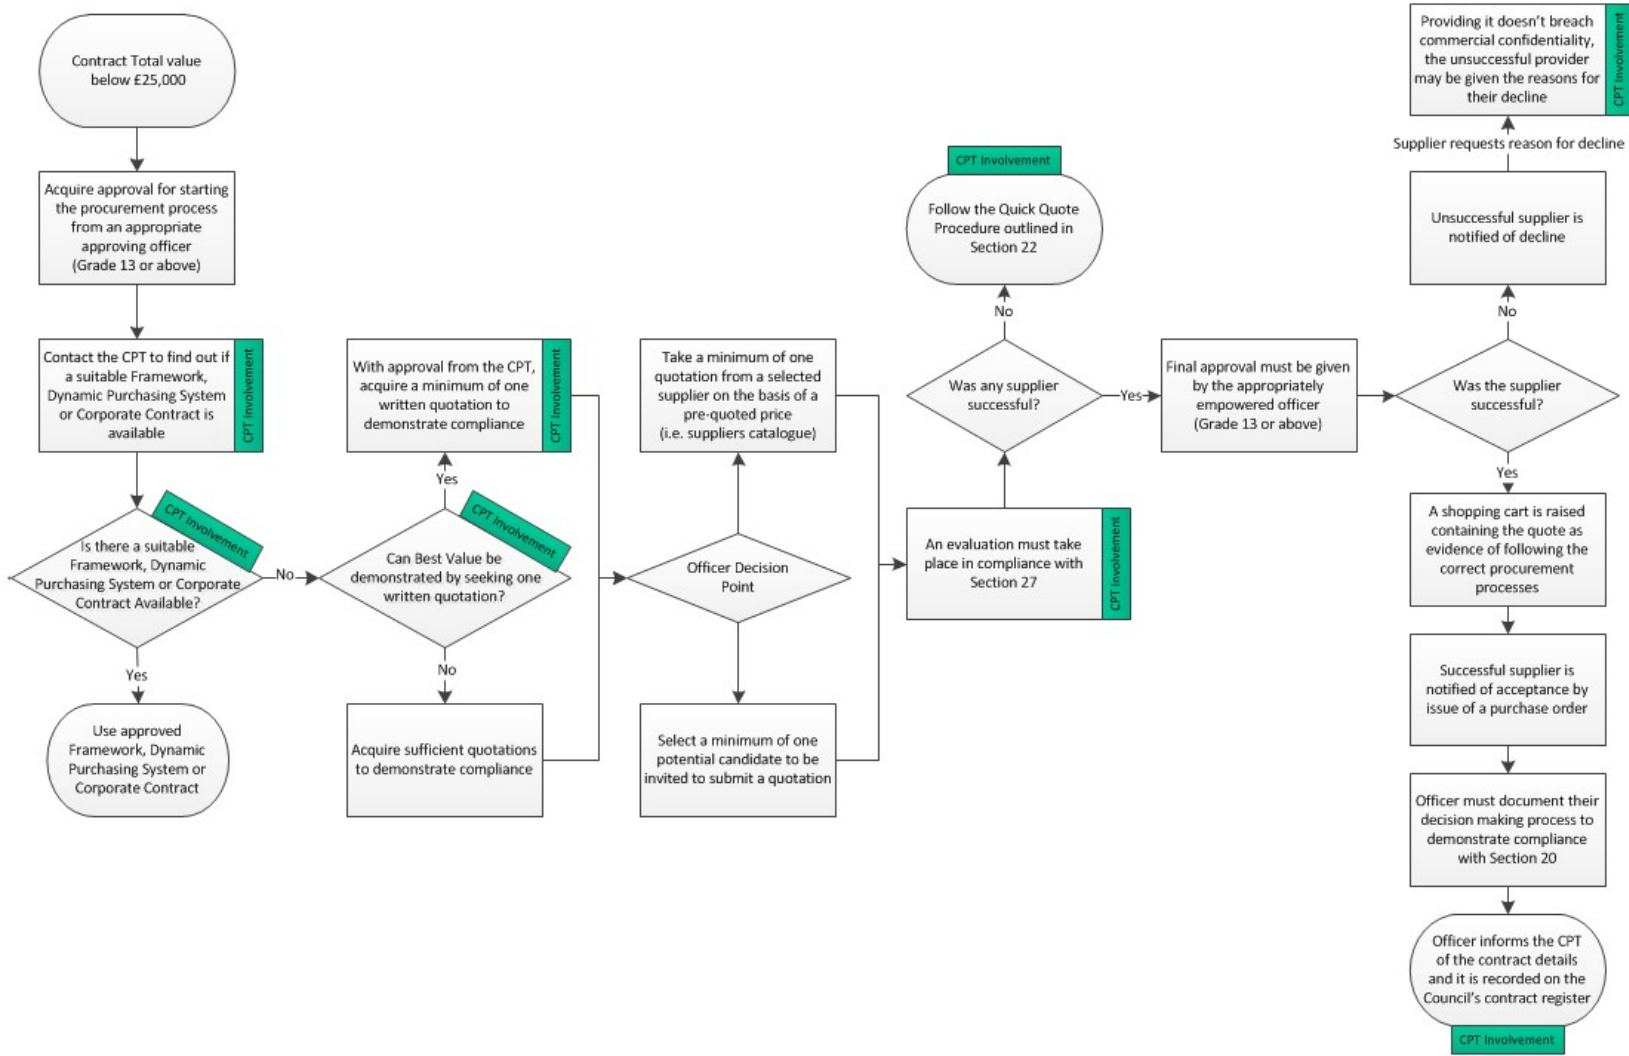 Contract Total value
below £25,000
Acquire approval for starting
the procurement process
from an appropriate
approving officer
(Grade 13 or above)
Contact the CPT to find out if
a suitable Framework,
Dynamic Purchasing System
or Corporate Contract is
available
CPT Involvement
CPT Involvement
Is there a suitable
Framework, Dynamic
Purchasing System or Corporate
Contract Available?
No
Yes
Use approved
Framework, Dynamic
Purchasing System or
Corporate Contract
With approval from the CPT,
acquire a minimum of one
written quotation to
demonstrate compliance
CPT Involvement
Yes
CPT Involvement
Can Best Value be
demonstrated by seeking one
written quotation?
No
Acquire sufficient quotations
to demonstrate compliance
Take a minimum of one
quotation from a selected
supplier on the basis of a
pre-quoted price
(i.e. suppliers catalogue)
Officer Decision
Point
Select a minimum of one
potential candidate to be
invited to submit a quotation
CPT Involvement
Follow the Quick Quote
Procedure outlined in
Section 22
No
Was any supplier
successful?
Yes
An evaluation must take
place in compliance with
Section 27
CPT Involvement
Final approval must be given
by the appropriately
empowered officer
(Grade 13 or above)
Providing it doesn't breach
commercial confidentiality,
the unsuccessful provider
may be given the reasons for
their decline
CPT Involvement
Supplier requests reason for decline
Unsuccessful supplier is
notified of decline
No
Was the supplier
successful?
Yes
A shopping cart is raised
containing the quote as
evidence of following the
correct procurement
processes
Successful supplier is
notified of acceptance by
issue of a purchase order
Officer must document their
decision making process to
demonstrate compliance
with Section 20
Officer informs the CPT
of the contract details
and it is recorded on the
Council's contract register
CPT Involvement